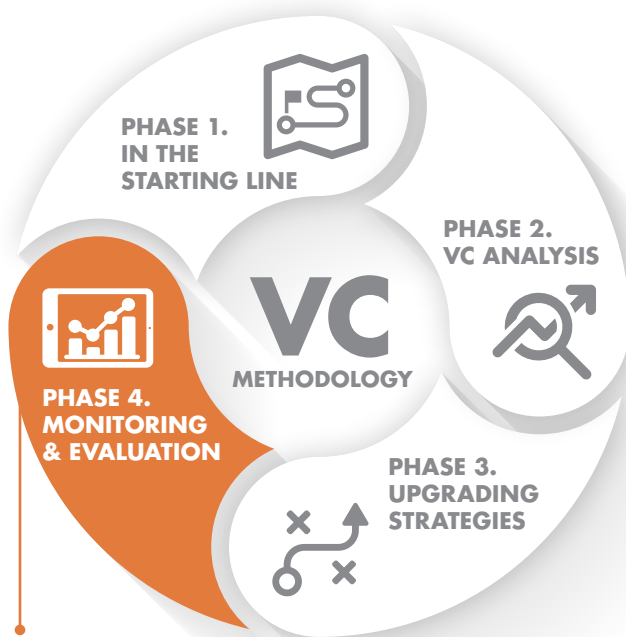 PHASE 1.
IN THE
STARTING LINE
PHASE 2.
VC ANALYSIS
VC
METHODOLOGY
PHASE 3.
UPGRADING
STRATEGIES
PHASE 4.
MONITORING
& EVALUATION